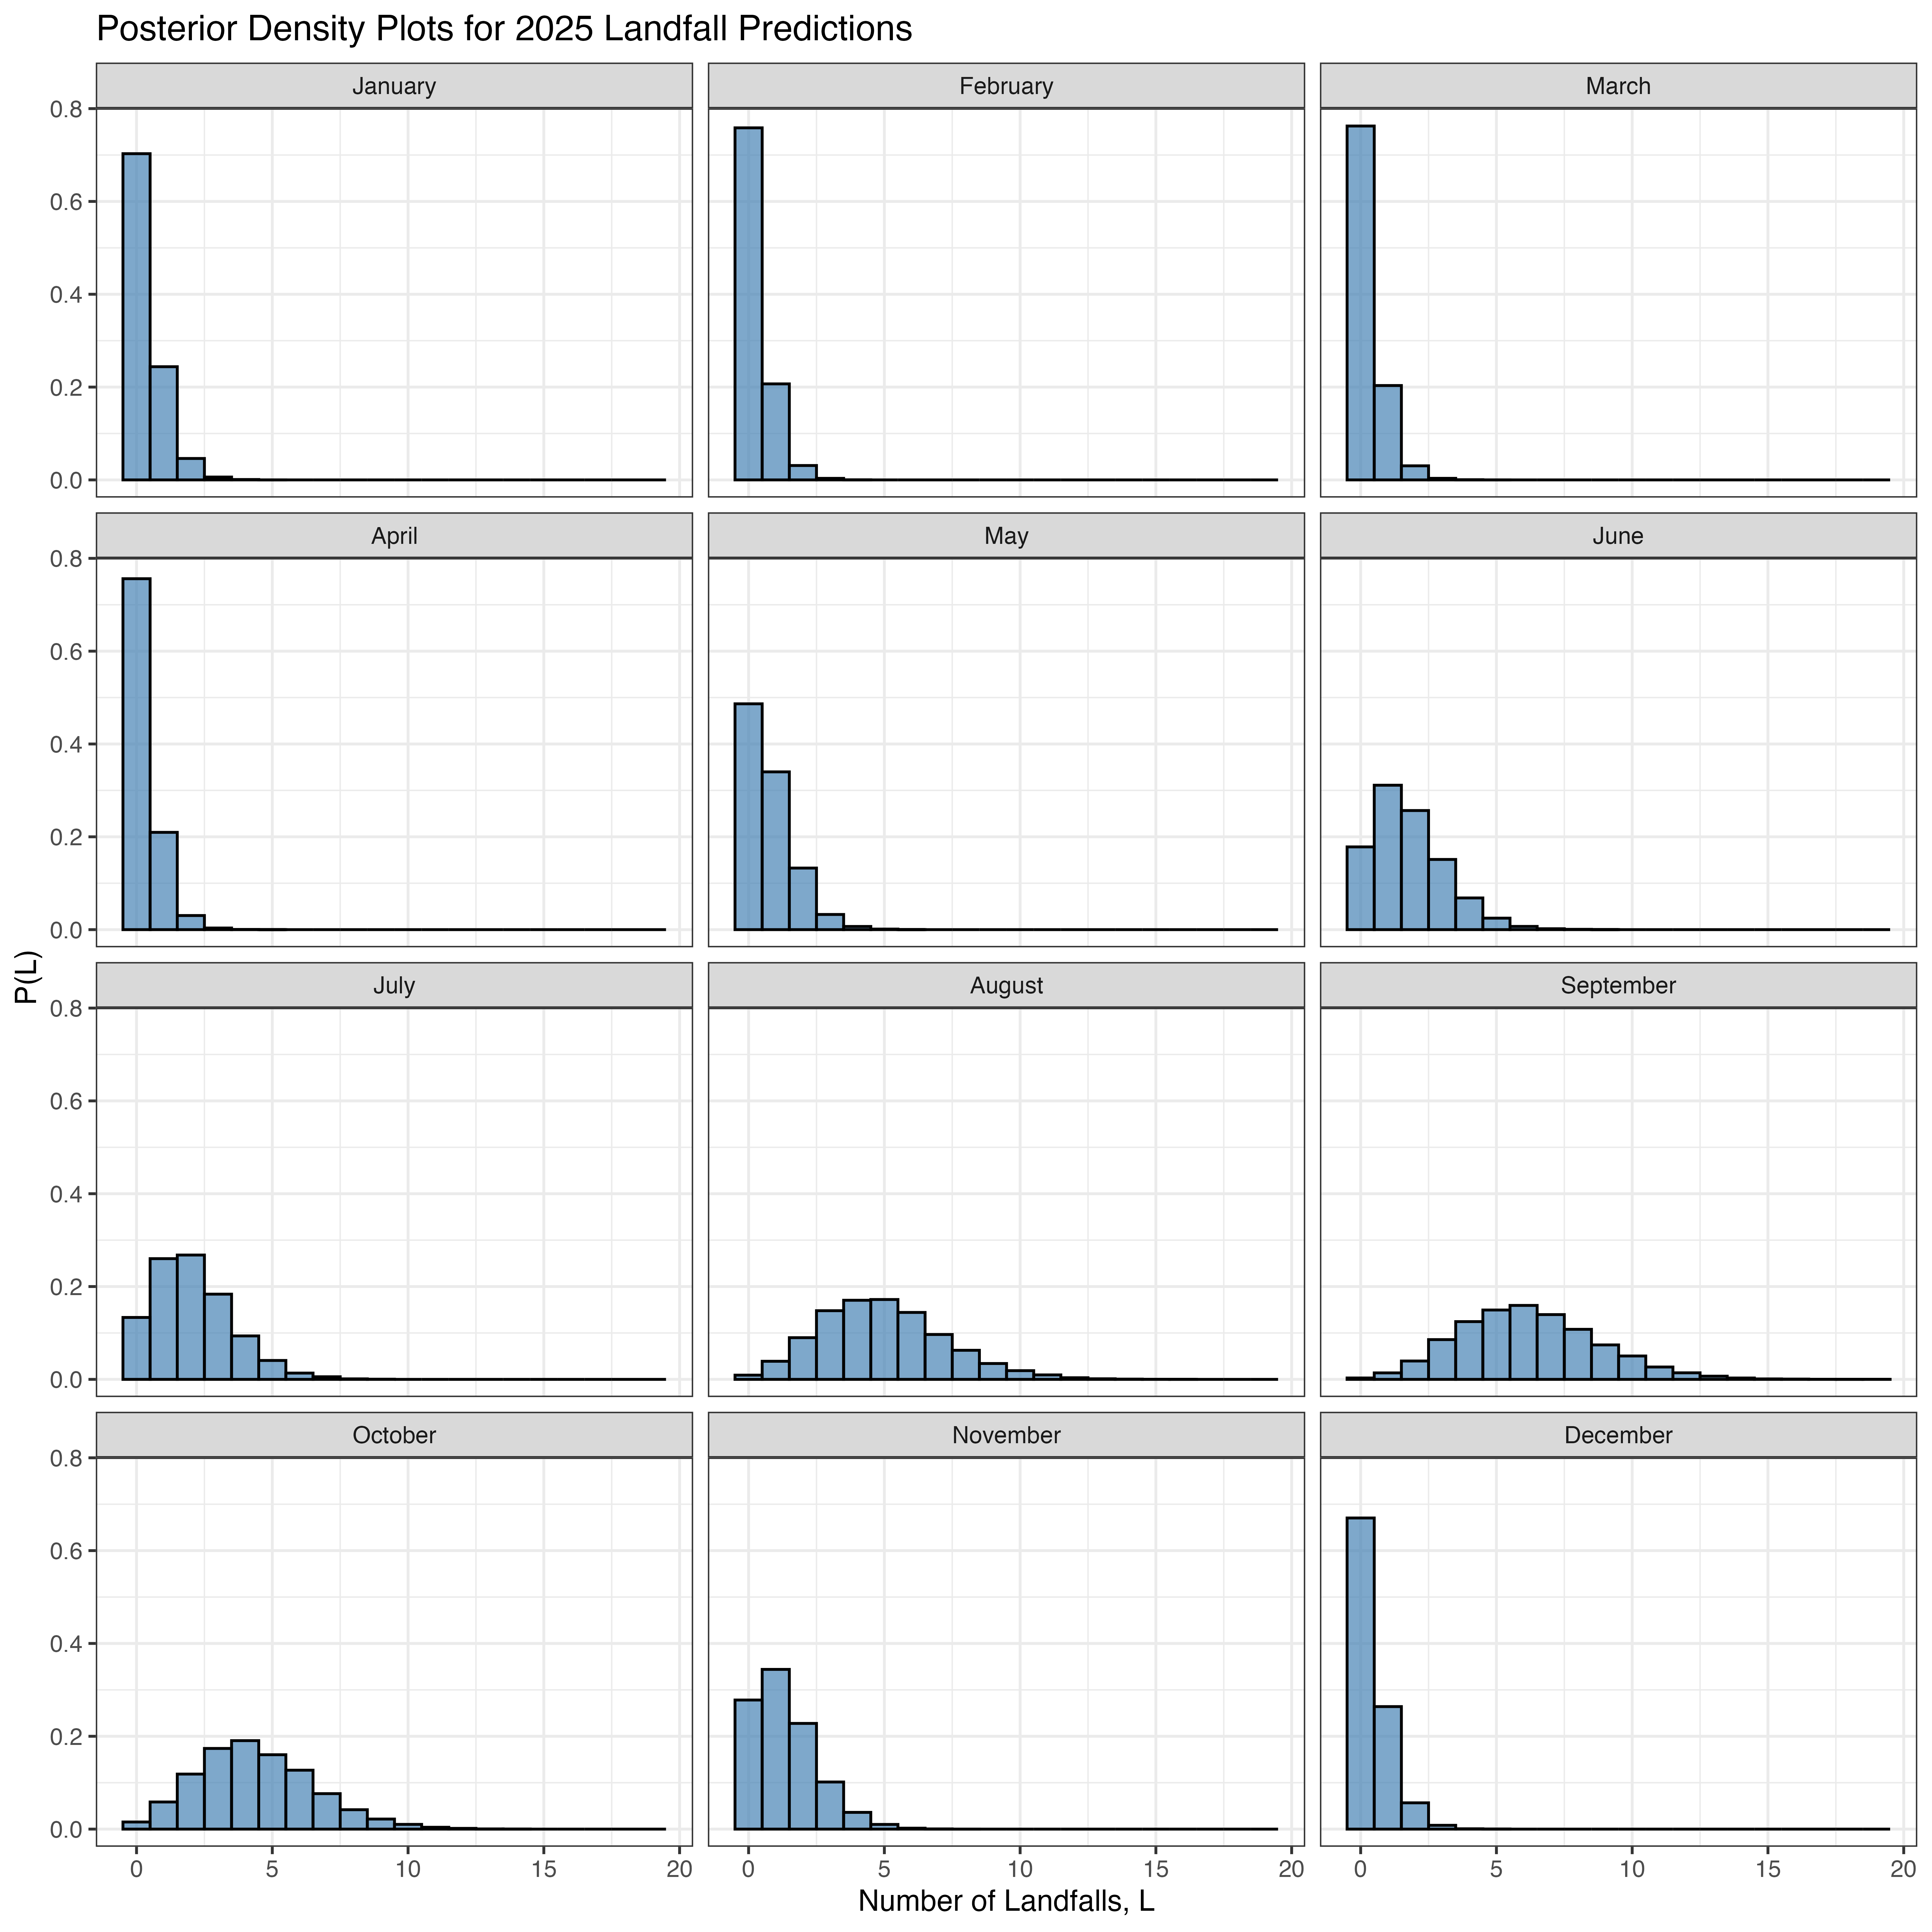 Posterior Density Plots for 2025 Landfall Predictions
January February March
0.8
0.6
0.4
0.2
0.0
April May June
0.8
0.6
0.4
0.2
0.0
P(L)
July August September
0.8
0.6
0.4
0.2
0.0
October November December
0.8
0.6
0.4
0.2
0.0
0 5 10 15 20 0 5 10 15 20 0 5 10 15 20
Number of Landfalls, L